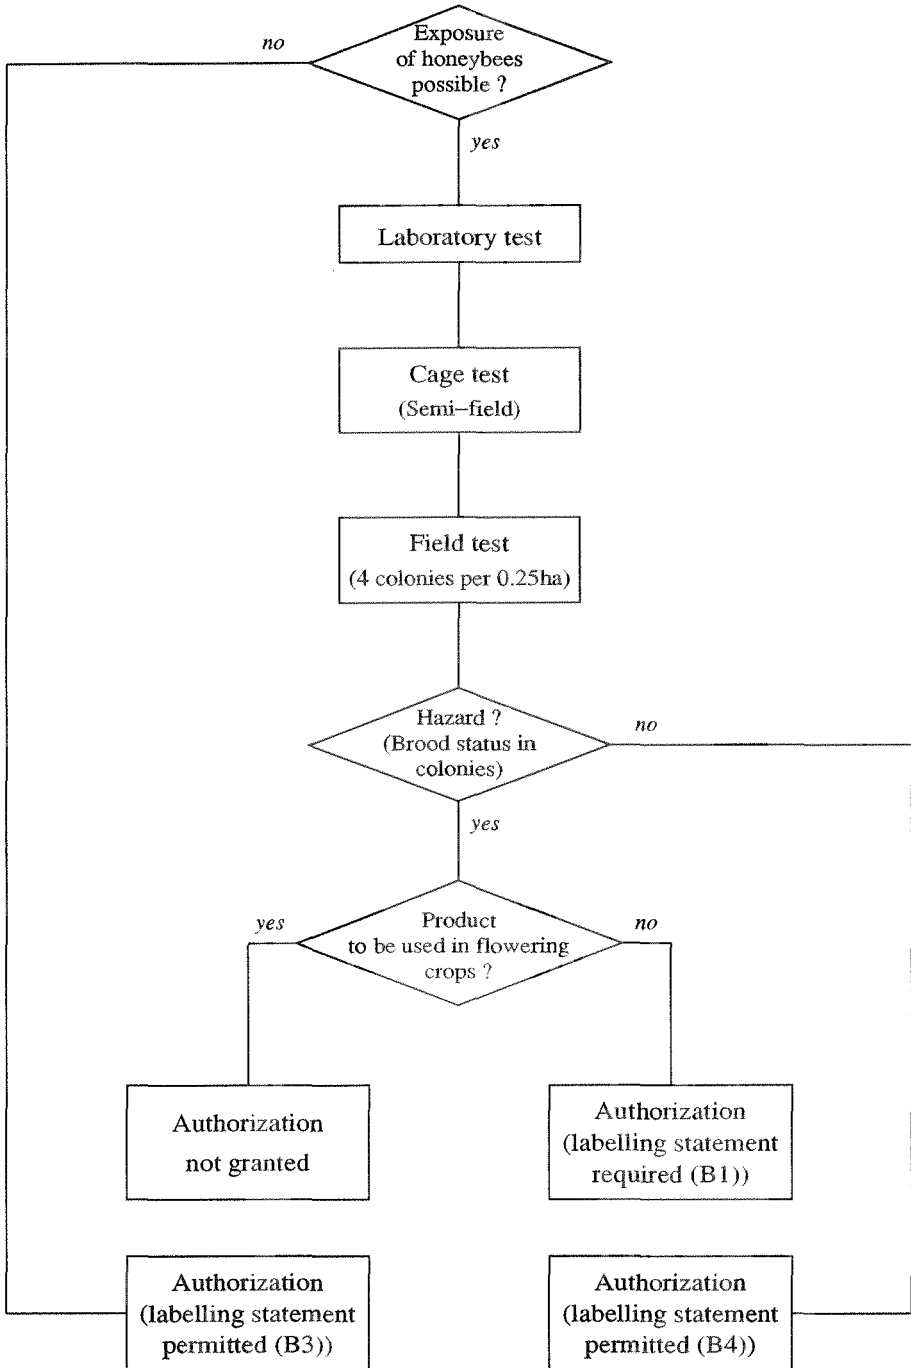 no
Exposure
of honeybees
possible ?
yes
Laboratory test
Cage test
(Semi-field)
Field test
(4 colonies per 0.25ha)
Hazard ?
(Brood status in
colonies)
no
yes
yes
Product
to be used in flowering
crops ?
no
Authorization
not granted
Authorization
(labelling statement
required (B1))
Authorization
(labelling statement
permitted (B3))
Authorization
(labelling statement
permitted (B4))